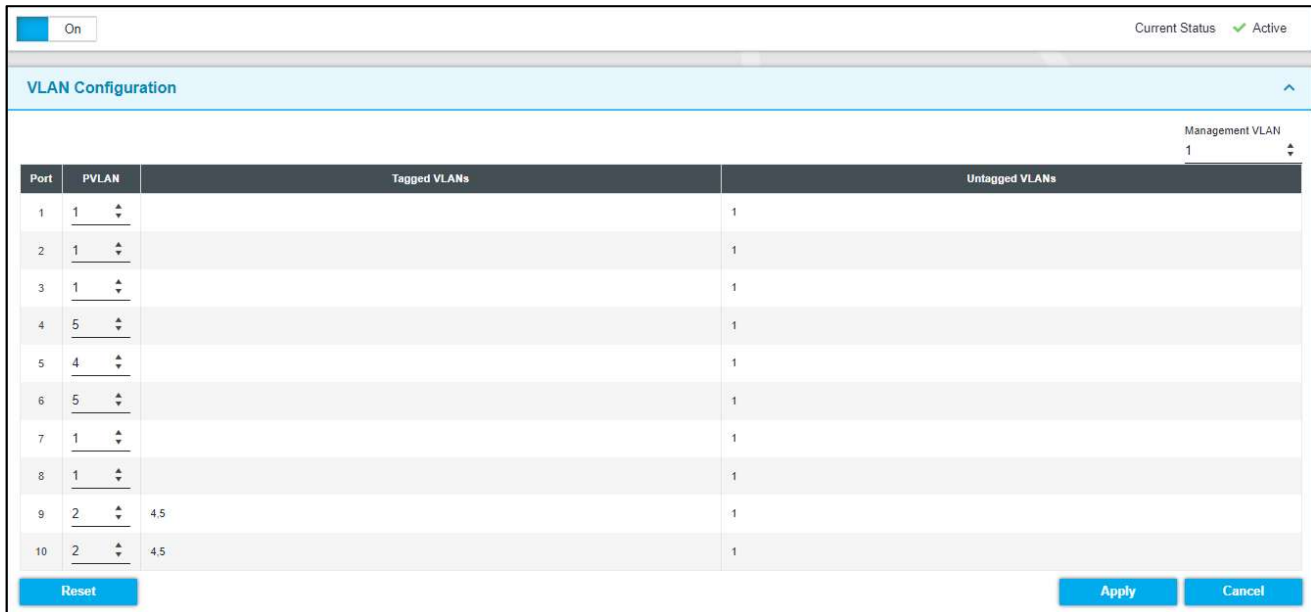 On Current Status Active
VLAN Configuration
Management VLAN
1
Port PVLAN Tagged VLANs Untagged VLANs
1 1 1
2 1 1
3 1 1
4 5 1
5 4 1
6 5 1
7 1 1
8 1 1
9 2 4,5 1
10 2 4,5 1
Reset Apply Cancel